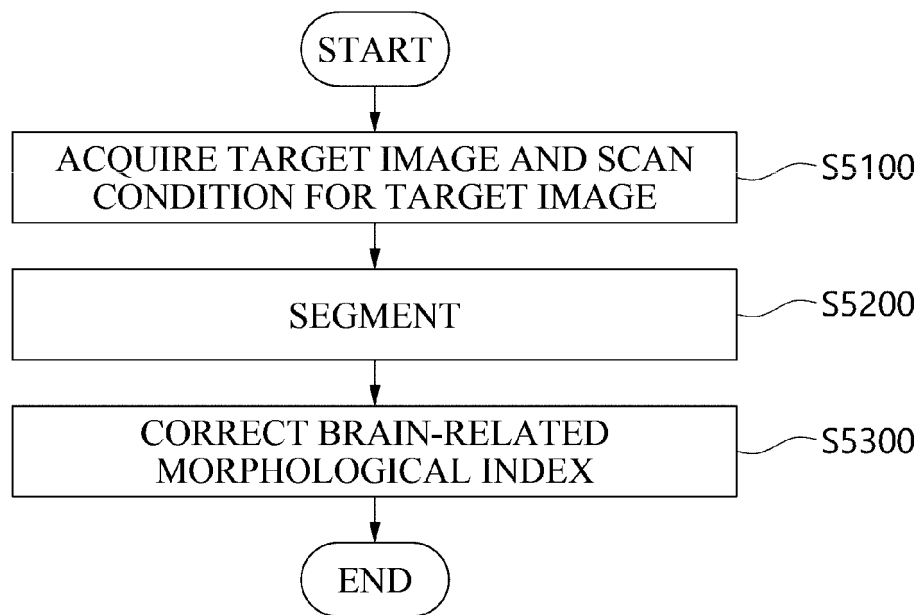 START
ACQUIRE TARGET IMAGE AND SCAN
CONDITION FOR TARGET IMAGE
S5100
SEGMENT
S5200
CORRECT BRAIN-RELATED
MORPHOLOGICAL INDEX
S5300
END